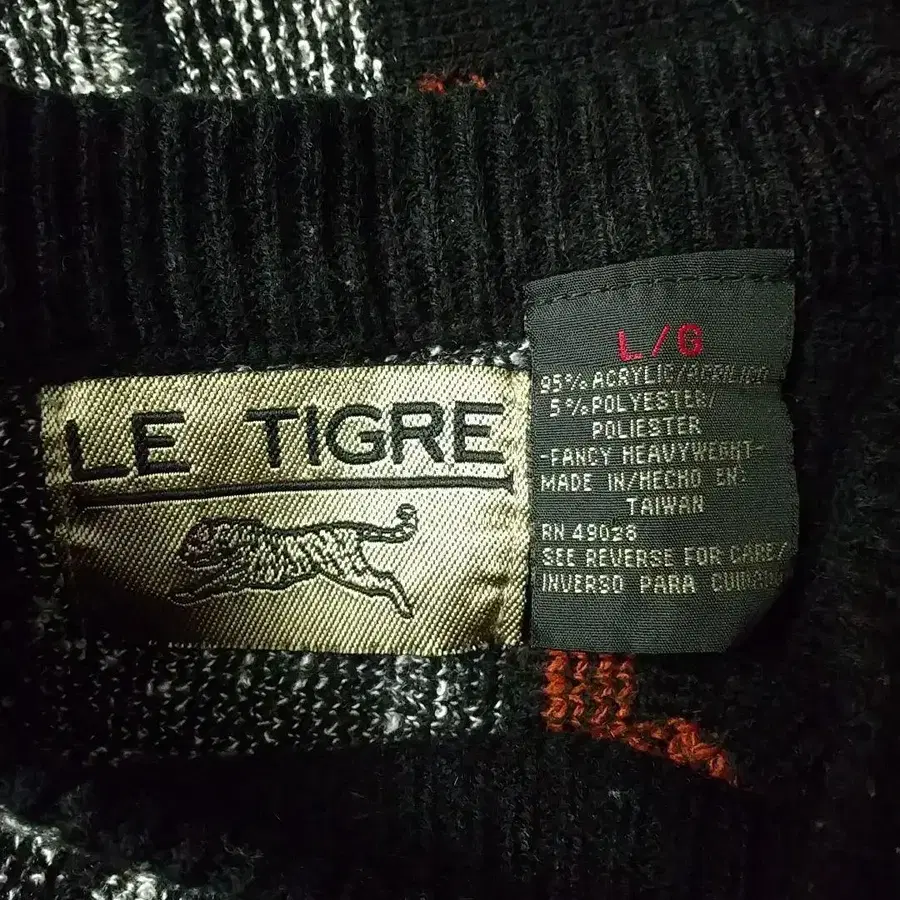 LE TIGRE
L/G
95% ACRYLIC/ACRILICO
5% POLYESTER/
POLIESTER
-FANCY HEAVYWEIGHT-
MADE IN/HECHO EN:
TAIWAN
RN 49028
SEE REVERSE FOR CARE/
INVERSO PARA